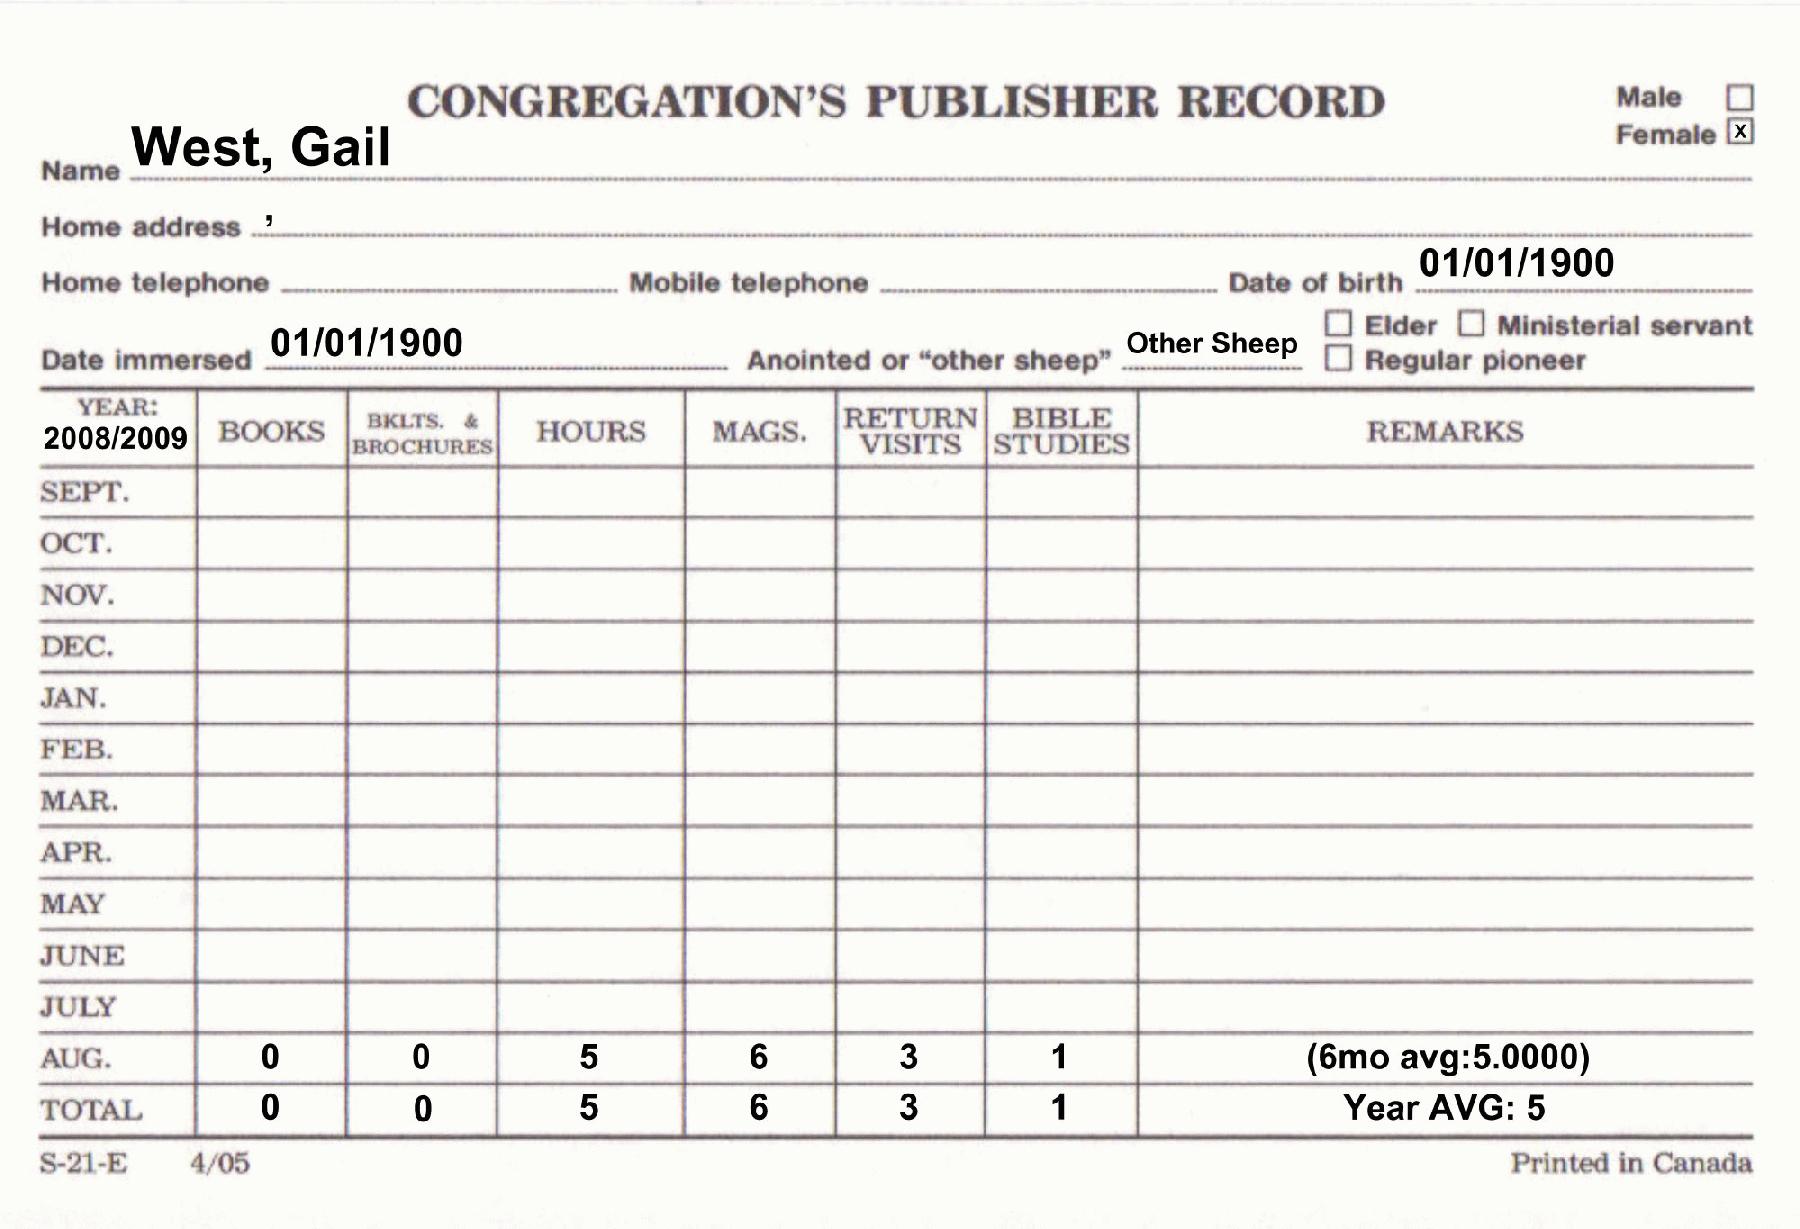 CONGREGATION'S PUBLISHER RECORD
Male
Female x
Name West, Gail
Home address ,
Home telephone Mobile telephone Date of birth 01/01/1900
Date immersed 01/01/1900 Anointed or “other sheep” Other Sheep
Elder Ministerial servant
Regular pioneer
YEAR: 2008/2009 BOOKS BKLTS. & BROCHURES HOURS MAGS. RETURN VISITS BIBLE STUDIES REMARKS
SEPT.
OCT.
NOV.
DEC.
JAN.
FEB.
MAR.
APR.
MAY
JUNE
JULY
AUG. 0 0 5 6 3 1 (6mo avg:5.0000)
TOTAL 0 0 5 6 3 1 Year AVG: 5
S-21-E 4/05 Printed in Canada